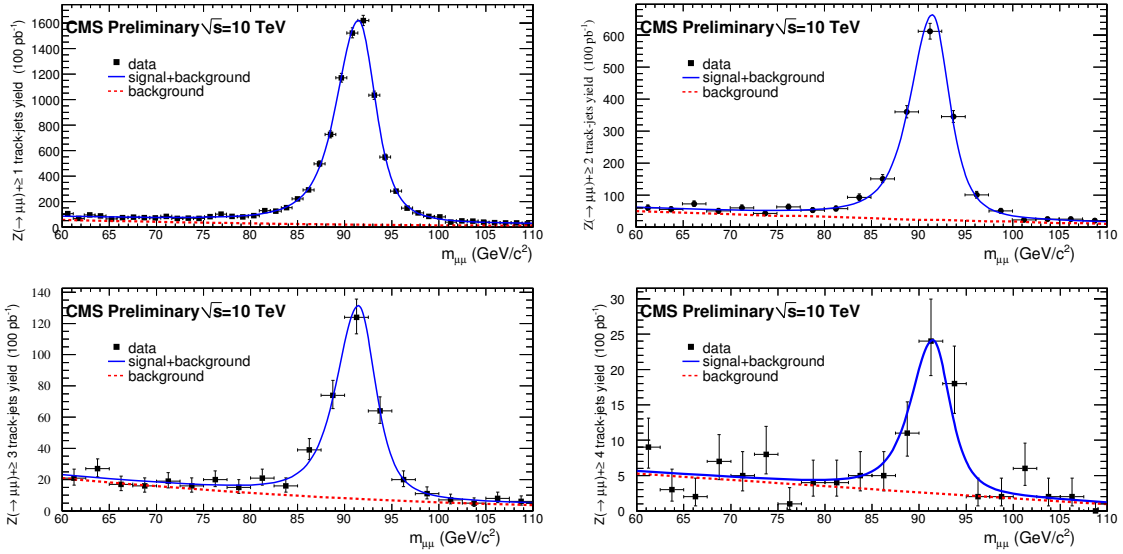 CMS Preliminary √s=10 TeV
data
signal+background
background
Z(→ μμ)+≥ 1 track-jets yield (100 pb⁻¹)
0 200 400 600 800 1000 1200 1400 1600
60 65 70 75 80 85 90 95 100 105 110
m_μμ (GeV/c²)
CMS Preliminary √s=10 TeV
data
signal+background
background
Z(→ μμ)+≥ 2 track-jets yield (100 pb⁻¹)
0 100 200 300 400 500 600
60 65 70 75 80 85 90 95 100 105 110
m_μμ (GeV/c²)
CMS Preliminary √s=10 TeV
data
signal+background
background
Z(→ μμ)+≥ 3 track-jets yield (100 pb⁻¹)
0 20 40 60 80 100 120 140
60 65 70 75 80 85 90 95 100 105 110
m_μμ (GeV/c²)
CMS Preliminary √s=10 TeV
data
signal+background
background
Z(→ μμ)+≥ 4 track-jets yield (100 pb⁻¹)
0 5 10 15 20 25 30
60 65 70 75 80 85 90 95 100 105 110
m_μμ (GeV/c²)